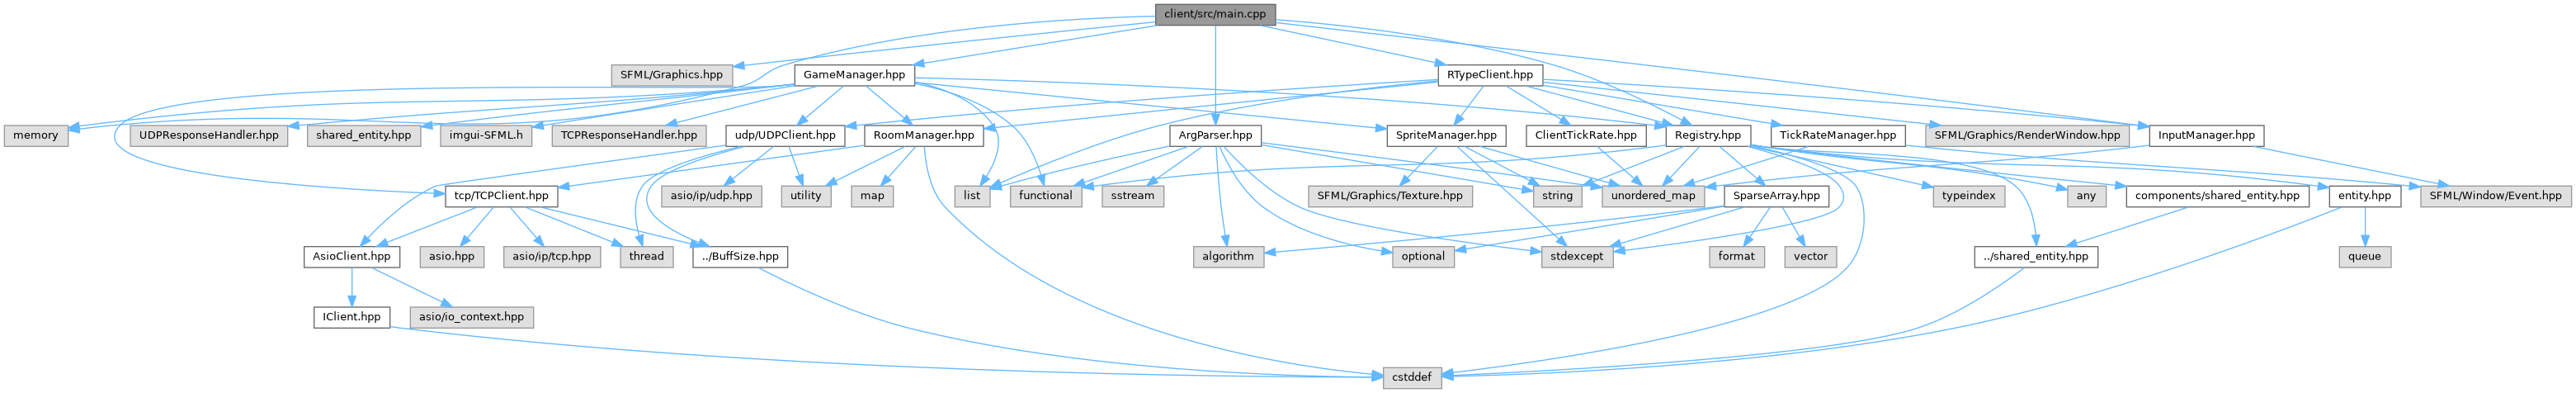 client/src/main.cpp
SFML/Graphics.hpp
GameManager.hpp
RTypeClient.hpp
memory
UDPResponseHandler.hpp
shared_entity.hpp
imgui-SFML.h
TCPResponseHandler.hpp
udp/UDPClient.hpp
RoomManager.hpp
ArgParser.hpp
SpriteManager.hpp
ClientTickRate.hpp
Registry.hpp
TickRateManager.hpp
SFML/Graphics/RenderWindow.hpp
InputManager.hpp
tcp/TCPClient.hpp
asio/ip/udp.hpp
utility
map
list
functional
sstream
SFML/Graphics/Texture.hpp
string
unordered_map
SparseArray.hpp
typeindex
any
components/shared_entity.hpp
entity.hpp
SFML/Window/Event.hpp
AsioClient.hpp
asio.hpp
asio/ip/tcp.hpp
thread
../BuffSize.hpp
algorithm
optional
stdexcept
format
vector
../shared_entity.hpp
queue
IClient.hpp
asio/io_context.hpp
cstddef